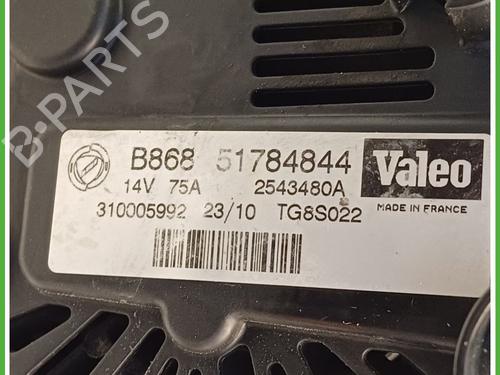 B-PARTS
B868 51784844
14V 75A 2543480A
310005992 23/10 TG8S022
Valeo
MADE IN FRANCE